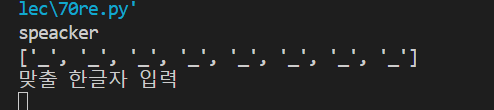 lec\70re.py'
speacker
['_', '_', '_', '_', '_', '_', '_', '_']
맞출 한글자 입력